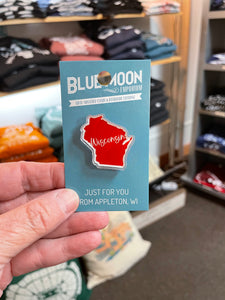 BLUE MOON
EMPORIUM
Wisconsin
JUST FOR YOU
FROM APPLETON, WI